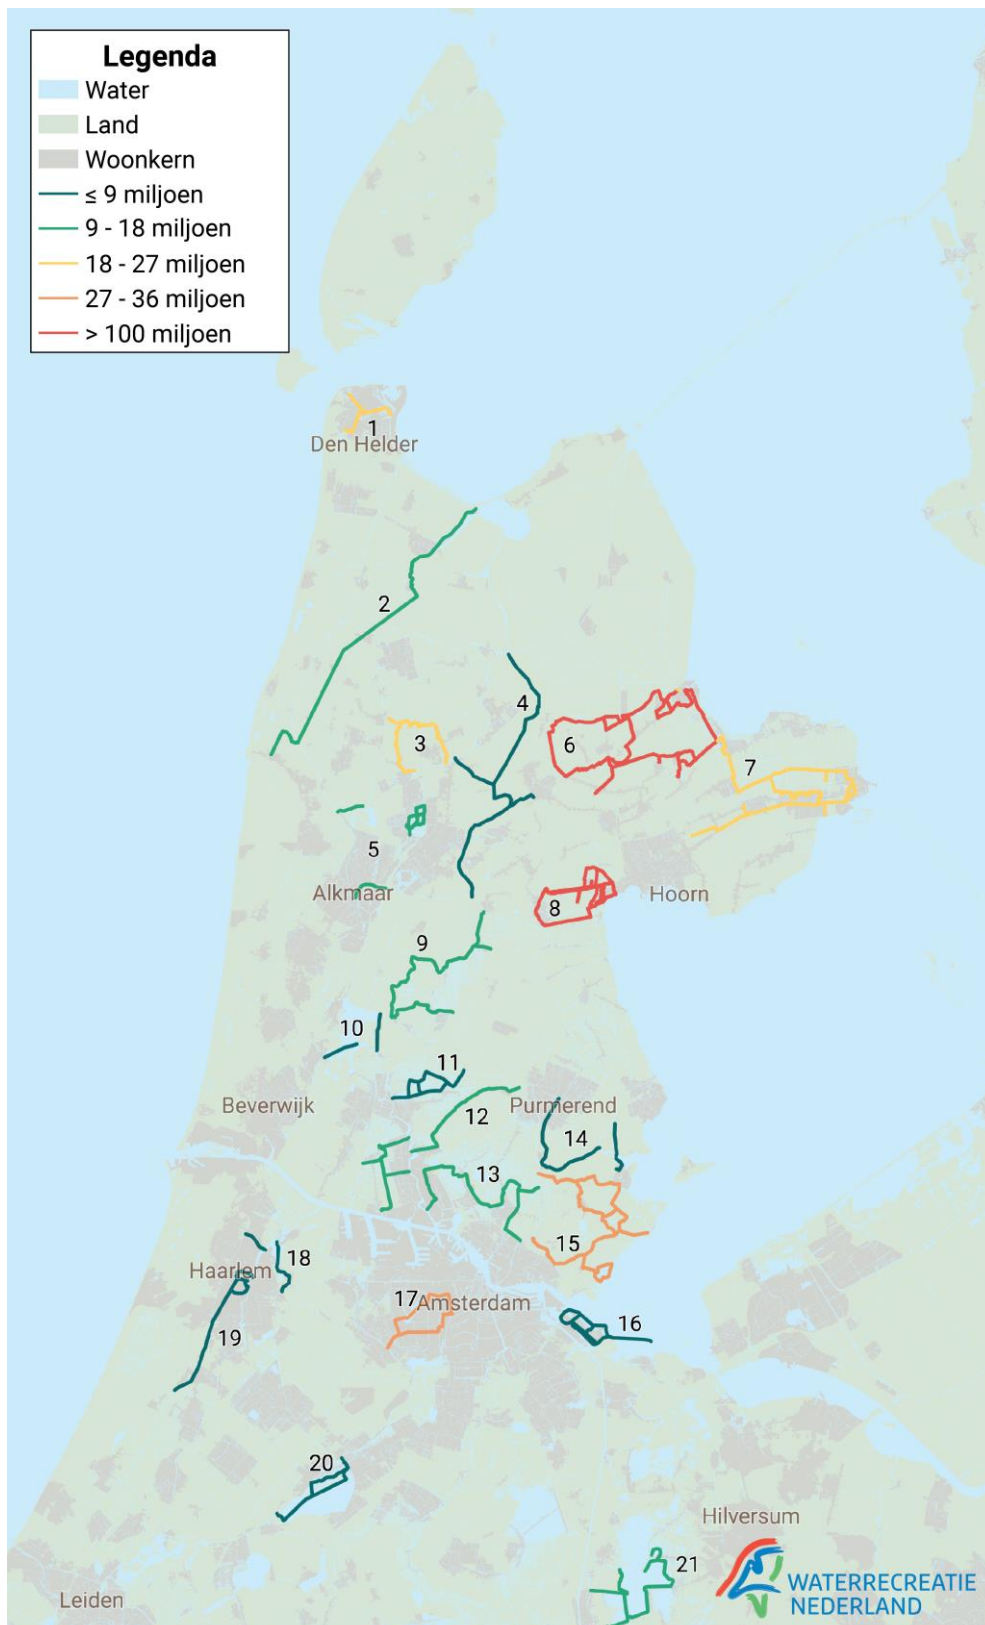 Legenda
Water
Land
Woonkern
≤ 9 miljoen
9 - 18 miljoen
18 - 27 miljoen
27 - 36 miljoen
> 100 miljoen
1
Den Helder
2
4
3
6
7
5
Alkmaar
Hoorn
8
9
10
11
Beverwijk
Purmerend
12
14
13
15
18
Haarlem
17
Amsterdam
16
19
20
Hilversum
21
WATERRECREATIE
NEDERLAND
Leiden